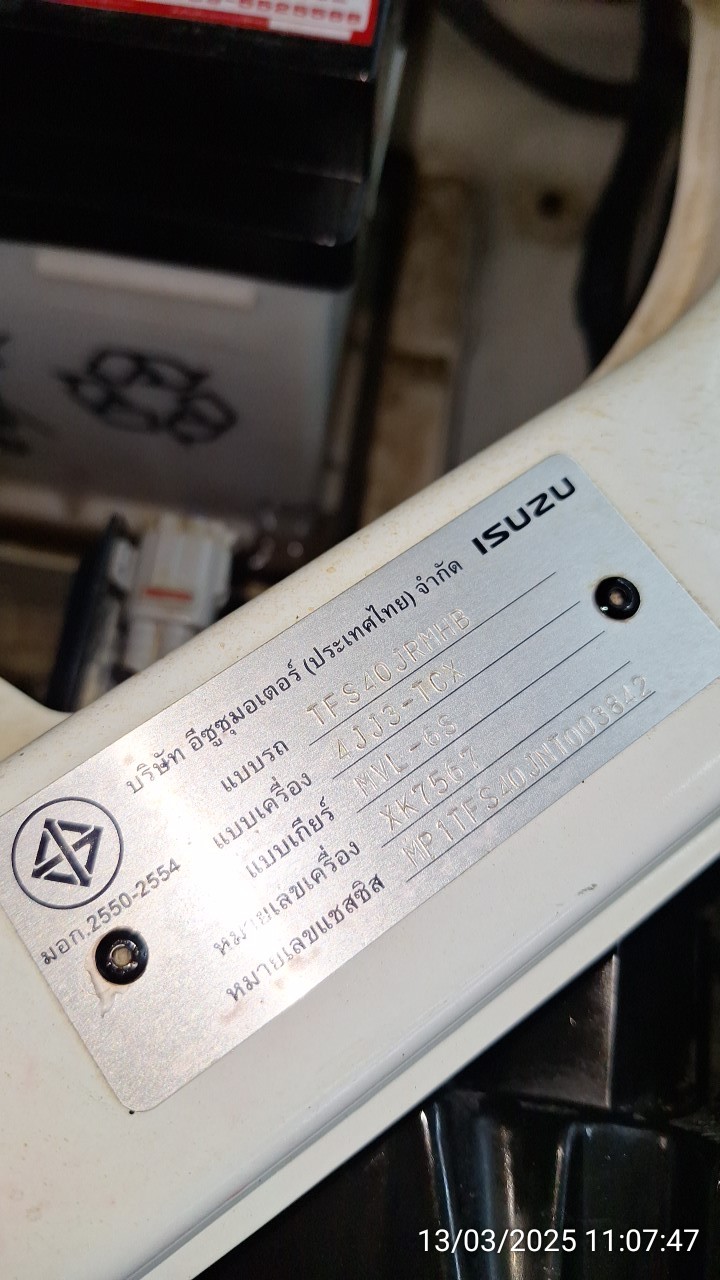 ISUZU
บริษัท อีซูซุมอเตอร์ (ประเทศไทย) จำกัด
แบบรถ TFS40JRMHB
แบบเครื่อง 4JJ3-TCX
แบบเกียร์ MVL-6S
หมายเลขเครื่อง XK7567
หมายเลขแชสซิส MP1TFS40JNT003642
มอก.2550-2554
13/03/2025 11:07:47